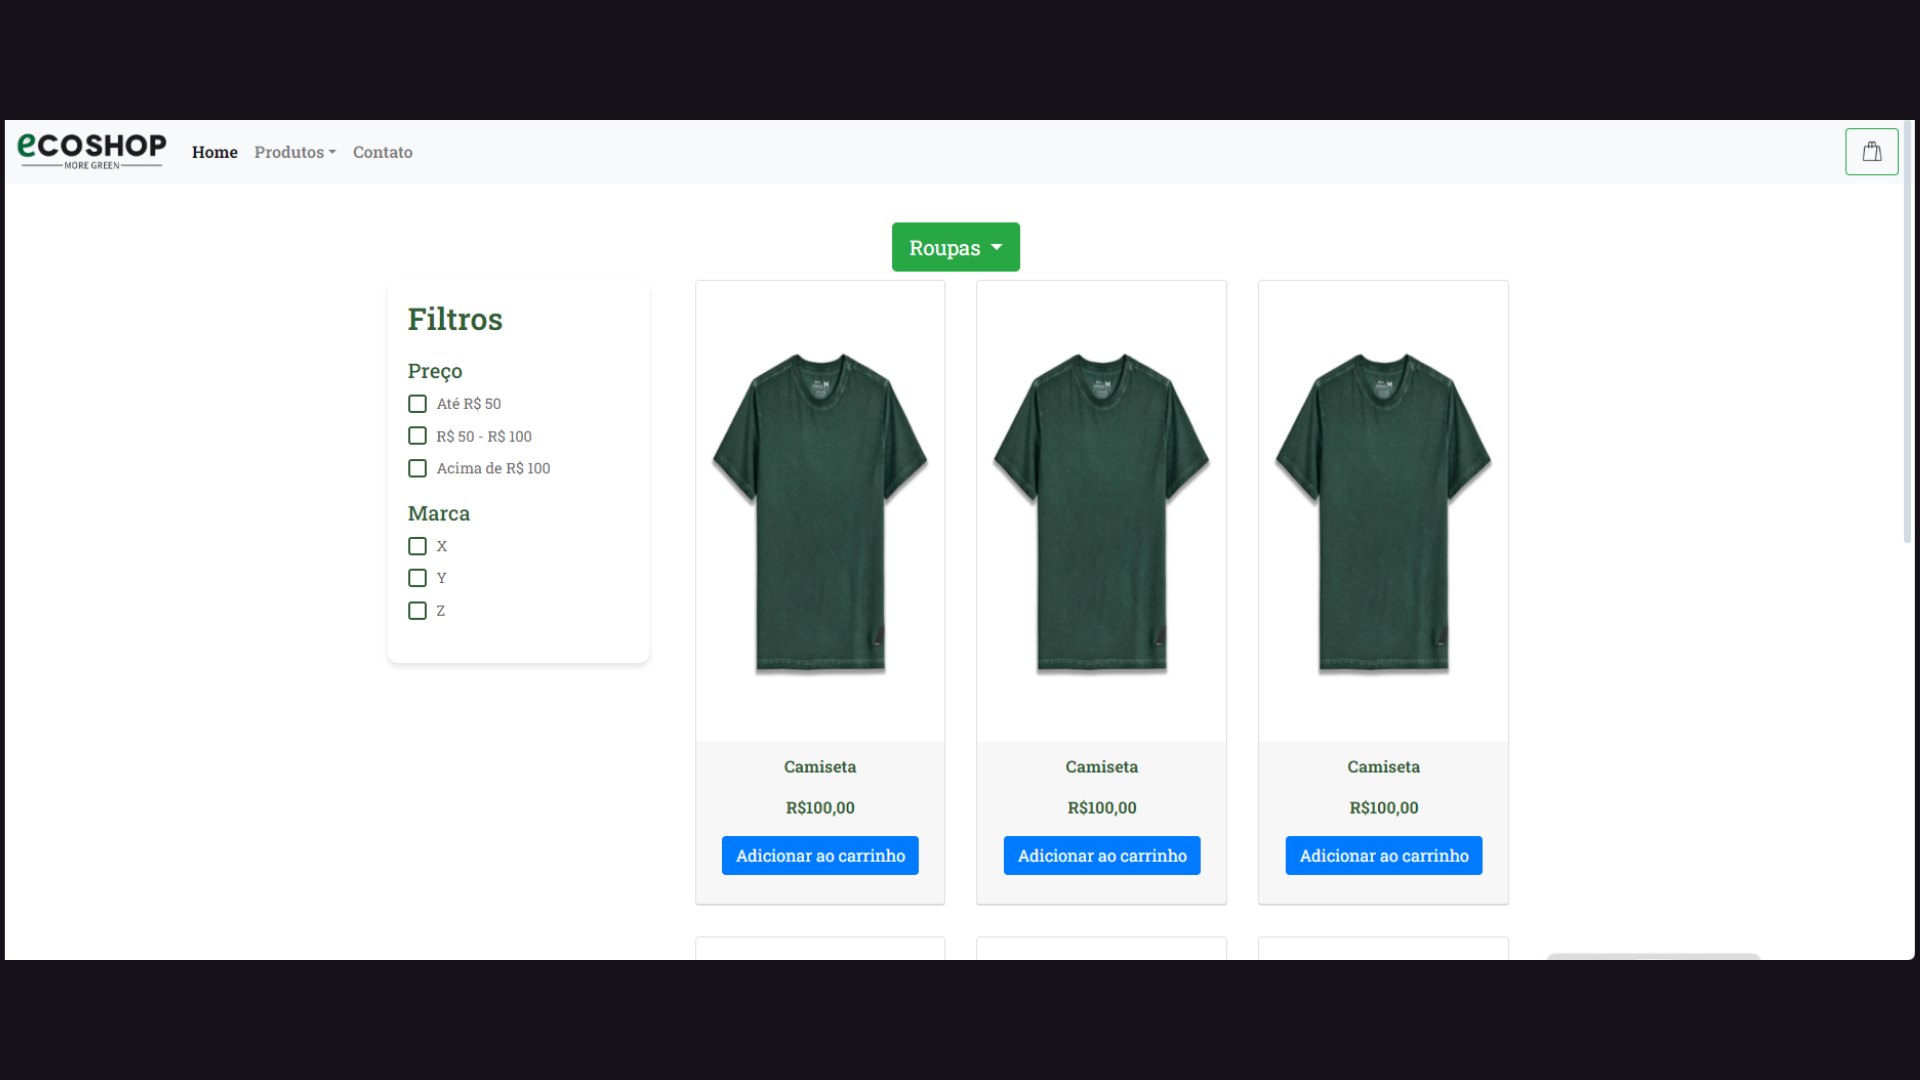 ecoSHOP
MORE GREEN
Home Produtos Contato
Roupas
Filtros
Preço
Até R$ 50
R$ 50 - R$ 100
Acima de R$ 100
Marca
X
Y
Z
Camiseta
R$100,00
Adicionar ao carrinho
Camiseta
R$100,00
Adicionar ao carrinho
Camiseta
R$100,00
Adicionar ao carrinho